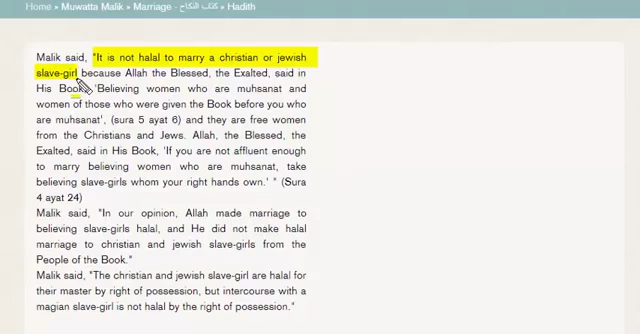 Home » Muwatta Malik » Marriage - كتاب النكاح » Hadith
Malik said, "It is not halal to marry a christian or jewish
slave-girl because Allah the Blessed, the Exalted, said in
His Book, 'Believing women who are muhsanat and
women of those who were given the Book before you who
are muhsanat', (sura 5 ayat 6) and they are free women
from the Christians and Jews. Allah, the Blessed, the
Exalted, said in His Book, 'If you are not affluent enough
to marry believing women who are muhsanat, take
believing slave-girls whom your right hands own.' " (Sura
4 ayat 24)
Malik said, "In our opinion, Allah made marriage to
believing slave-girls halal, and He did not make halal
marriage to christian and jewish slave-girls from the
People of the Book."
Malik said, "The christian and jewish slave-girl are halal for
their master by right of possession, but intercourse with a
magian slave-girl is not halal by the right of possession."